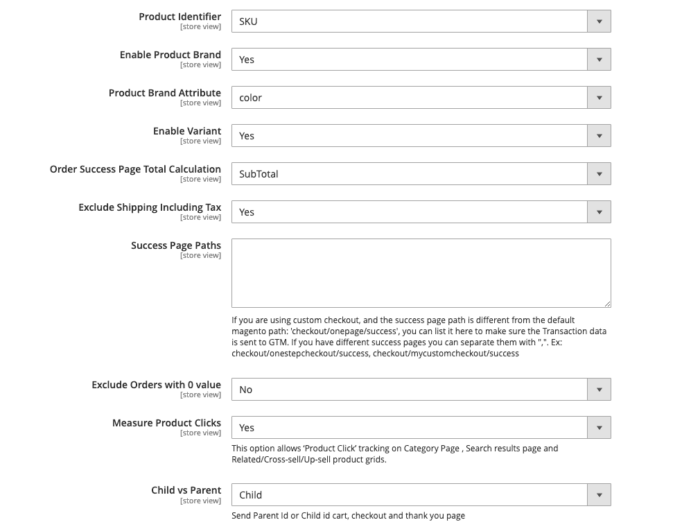 Product Identifier
[store view]
SKU
Enable Product Brand
[store view]
Yes
Product Brand Attribute
[store view]
color
Enable Variant
[store view]
Yes
Order Success Page Total Calculation
[store view]
SubTotal
Exclude Shipping Including Tax
[store view]
Yes
Success Page Paths
[store view]
If you are using custom checkout, and the success page path is different from the default
magento path: 'checkout/onepage/success', you can list it here to make sure the Transaction data
is sent to GTM. If you have different success pages you can separate them with ",". Ex:
checkout/onestepcheckout/success, checkout/mycustomcheckout/success
Exclude Orders with 0 value
[store view]
No
Measure Product Clicks
[store view]
Yes
This option allows 'Product Click' tracking on Category Page , Search results page and
Related/Cross-sell/Up-sell product grids.
Child vs Parent
[store view]
Child
Send Parent Id or Child id cart, checkout and thank you page